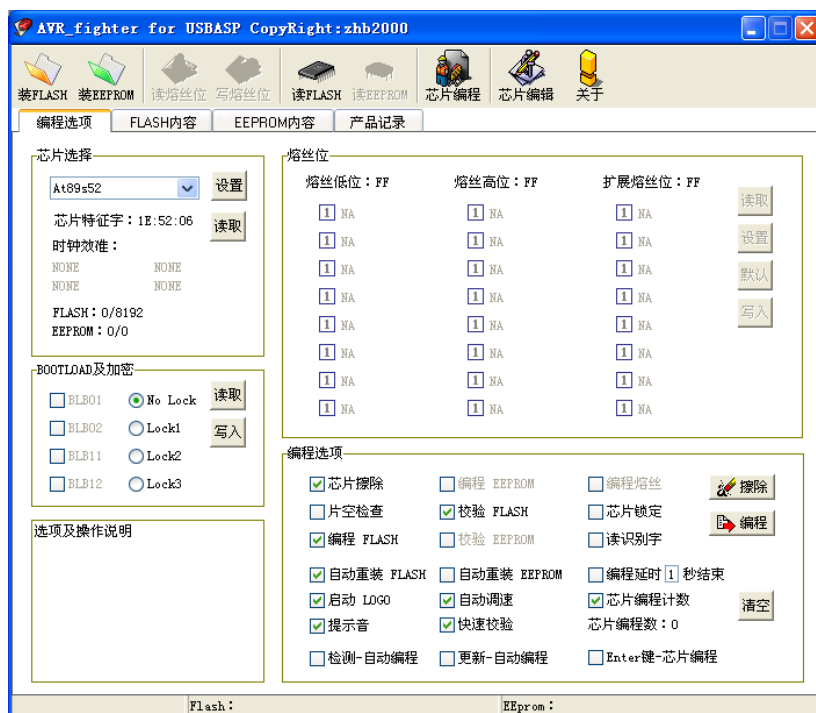 AVR_fighter for USBASP CopyRight:zhb2000
装FLASH 装EEPROM 读熔丝位 写熔丝位 读FLASH 读EEPROM 芯片编程 芯片编辑 关于
编程选项 FLASH内容 EEPROM内容 产品记录
芯片选择
At89s52 设置
芯片特征字：1E:52:06 读取
时钟效准：
NONE NONE
NONE NONE
FLASH：0/8192
EEPROM：0/0
BOOTLOAD及加密
BLB01 No Lock 读取
BLB02 Lock1 写入
BLB11 Lock2
BLB12 Lock3
选项及操作说明
熔丝位
熔丝低位：FF 熔丝高位：FF 扩展熔丝位：FF
1 NA 1 NA 1 NA 读取
1 NA 1 NA 1 NA 设置
1 NA 1 NA 1 NA 默认
1 NA 1 NA 1 NA 写入
1 NA 1 NA 1 NA
1 NA 1 NA 1 NA
1 NA 1 NA 1 NA
1 NA 1 NA 1 NA
编程选项
芯片擦除 编程 EEPROM 编程熔丝 擦除
片空检查 校验 FLASH 芯片锁定 编程
编程 FLASH 校验 EEPROM 读识别字
自动重装 FLASH 自动重装 EEPROM 编程延时 1 秒结束
启动 LOGO 自动调速 芯片编程计数 清空
提示音 快速校验 芯片编程数：0
检测-自动编程 更新-自动编程 Enter键-芯片编程
Flash： EEprom：